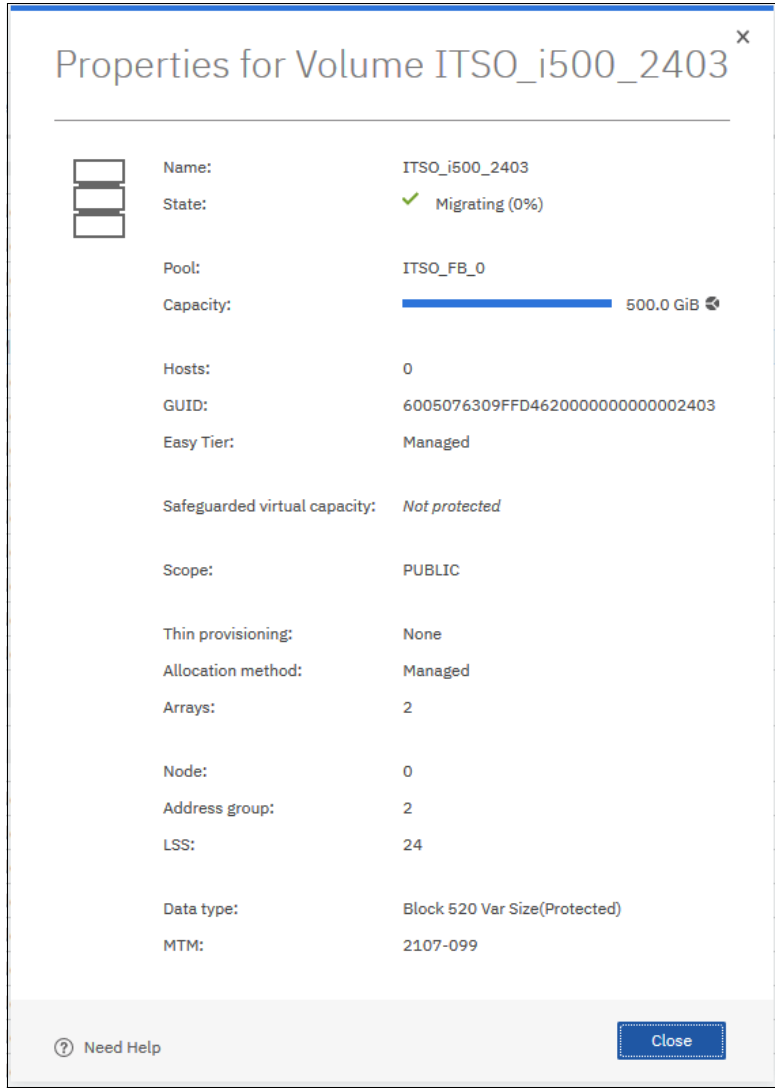 Properties for Volume ITSO_i500_2403
Name: ITSO_i500_2403
State: Migrating (0%)
Pool: ITSO_FB_0
Capacity: 500.0 GiB
Hosts: 0
GUID: 6005076309FFD4620000000000002403
Easy Tier: Managed
Safeguarded virtual capacity: Not protected
Scope: PUBLIC
Thin provisioning: None
Allocation method: Managed
Arrays: 2
Node: 0
Address group: 2
LSS: 24
Data type: Block 520 Var Size(Protected)
MTM: 2107-099
Need Help
Close